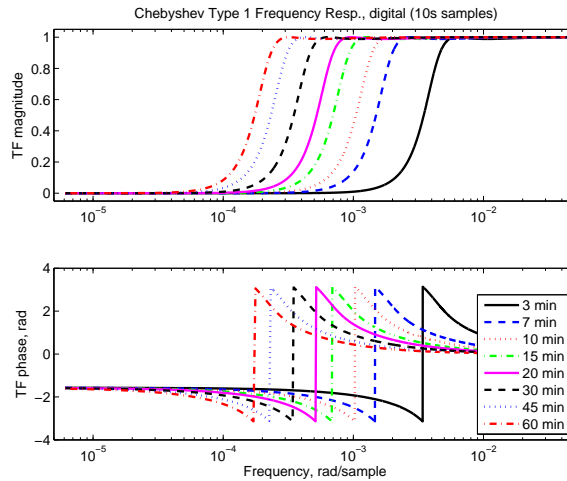 Chebyshev Type 1 Frequency Resp., digital (10s samples)
TF magnitude
1
0.8
0.6
0.4
0.2
0
10⁻⁵
10⁻⁴
10⁻³
10⁻²
TF phase, rad
4
2
0
−2
−4
3 min
7 min
10 min
15 min
20 min
30 min
45 min
60 min
10⁻⁵
10⁻⁴
10⁻³
10⁻²
Frequency, rad/sample